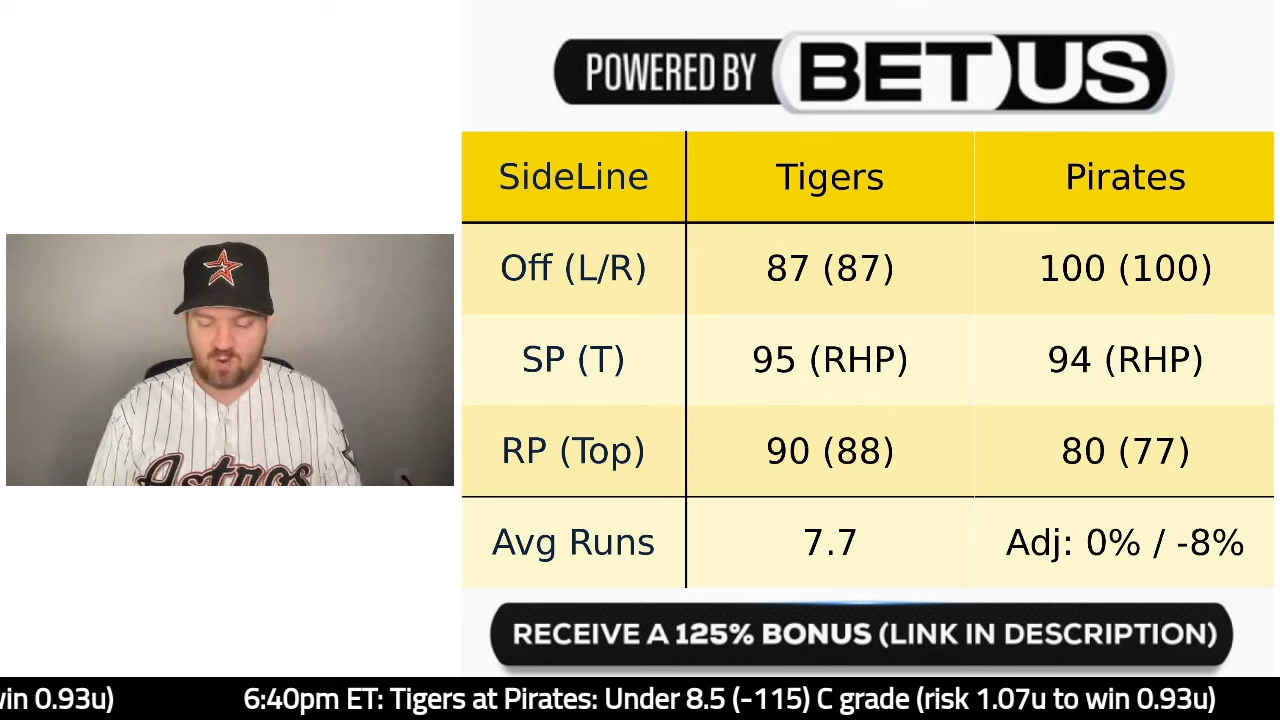 POWERED BY BETUS
SideLine Tigers Pirates
Off (L/R) 87 (87) 100 (100)
SP (T) 95 (RHP) 94 (RHP)
RP (Top) 90 (88) 80 (77)
Avg Runs 7.7 Adj: 0% / -8%
Astros
RECEIVE A 125% BONUS (LINK IN DESCRIPTION)
win 0.93u) 6:40pm ET: Tigers at Pirates: Under 8.5 (-115) C grade (risk 1.07u to win 0.93u)